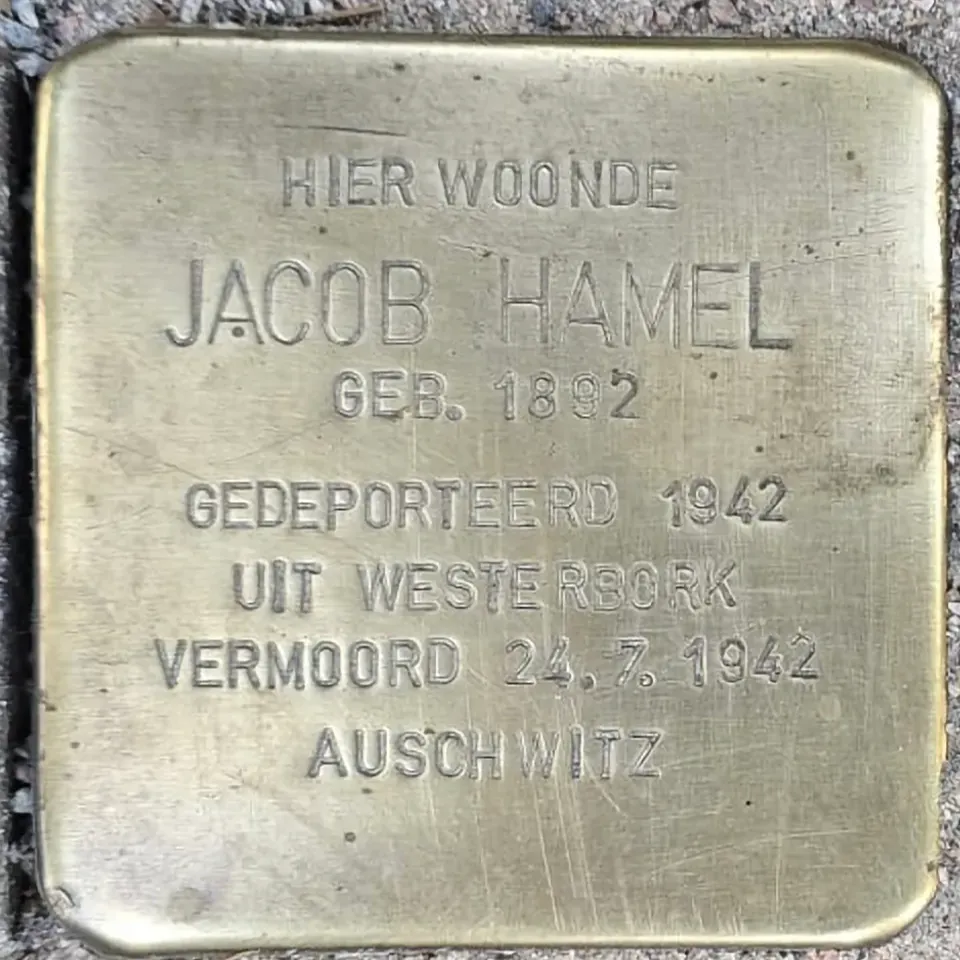 HIER WOONDE
JACOB HAMEL
GEB. 1892
GEDEPORTEERD 1942
UIT WESTERBORK
VERMOORD 24.7.1942
AUSCHWITZ